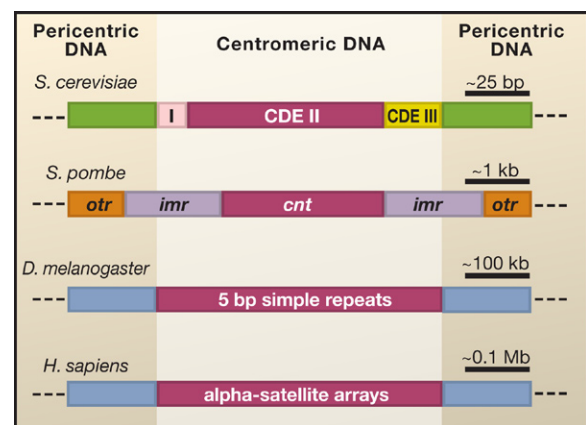 Pericentric DNA
Centromeric DNA
Pericentric DNA
S. cerevisiae
~25 bp
I
CDE II
CDE III
S. pombe
~1 kb
otr
imr
cnt
imr
otr
D. melanogaster
~100 kb
5 bp simple repeats
H. sapiens
~0.1 Mb
alpha-satellite arrays